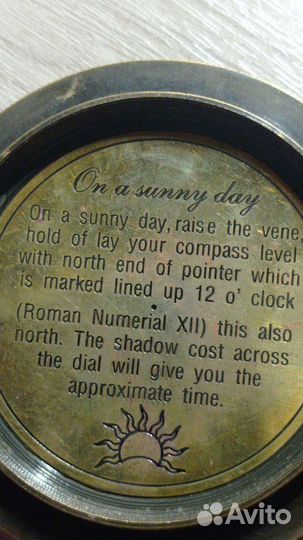 On a sunny day
On a sunny day, raise the vene,
hold of lay your compass level
with north end of pointer which
is marked lined up 12 o' clock
(Roman Numerial XII) this also
north. The shadow cost across
the dial will give you the
approximate time.
Avito